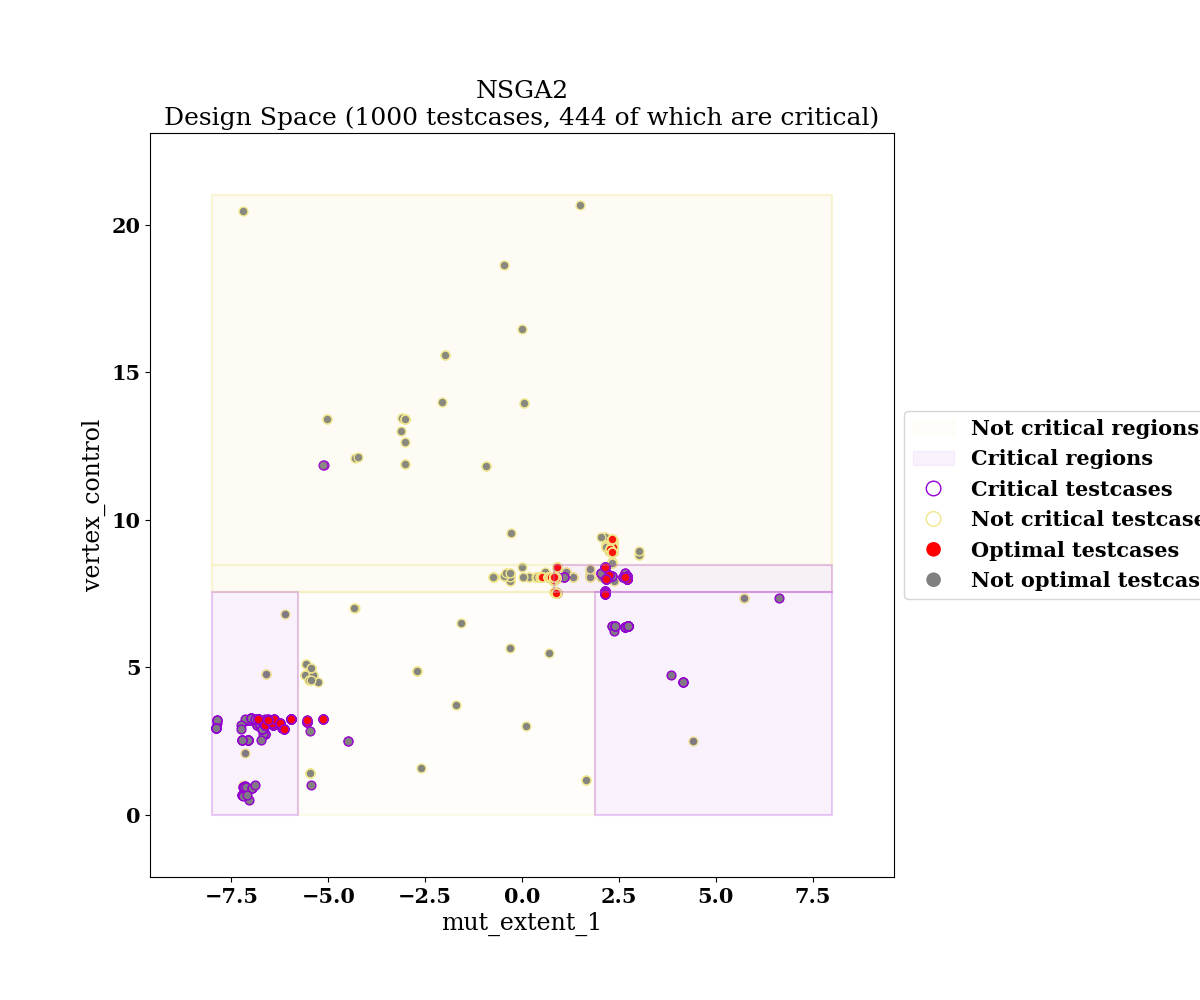 NSGA2
Design Space (1000 testcases, 444 of which are critical)
20
15
10
5
0
vertex_control
−7.5
−5.0
−2.5
0.0
2.5
5.0
7.5
mut_extent_1
Not critical regions
Critical regions
Critical testcases
Not critical testcase
Optimal testcases
Not optimal testcas